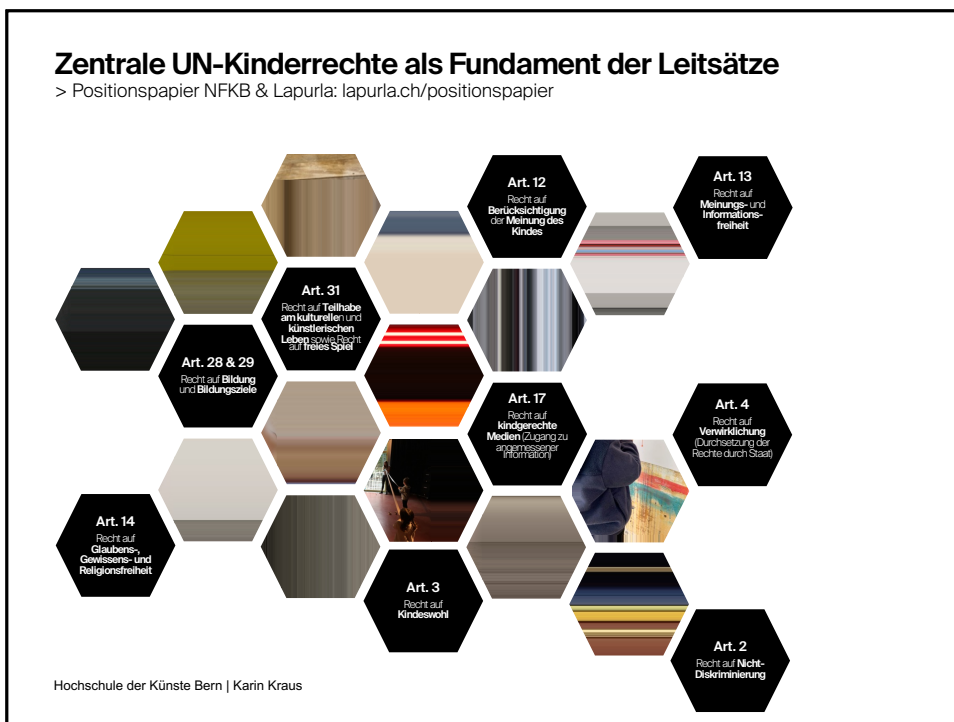 Zentrale UN-Kinderrechte als Fundament der Leitsätze
> Positionspapier NFKB & Lapurla: lapurla.ch/positionspapier
Art. 12
Recht auf
Berücksichtigung
der Meinung des
Kindes
Art. 13
Recht auf
Meinungs- und
Informations-
freiheit
Art. 31
Recht auf Teilhabe
am kulturellen und
künstlerischen
Leben sowie Recht
auf freies Spiel
Art. 28 & 29
Recht auf Bildung
und Bildungsziele
Art. 17
Recht auf
kindgerechte
Medien (Zugang zu
angemessener
Information)
Art. 4
Recht auf
Verwirklichung
(Durchsetzung der
Rechte durch Staat)
Art. 14
Recht auf
Glaubens-,
Gewissens- und
Religionsfreiheit
Art. 3
Recht auf
Kindeswohl
Art. 2
Recht auf Nicht-
Diskriminierung
Hochschule der Künste Bern | Karin Kraus